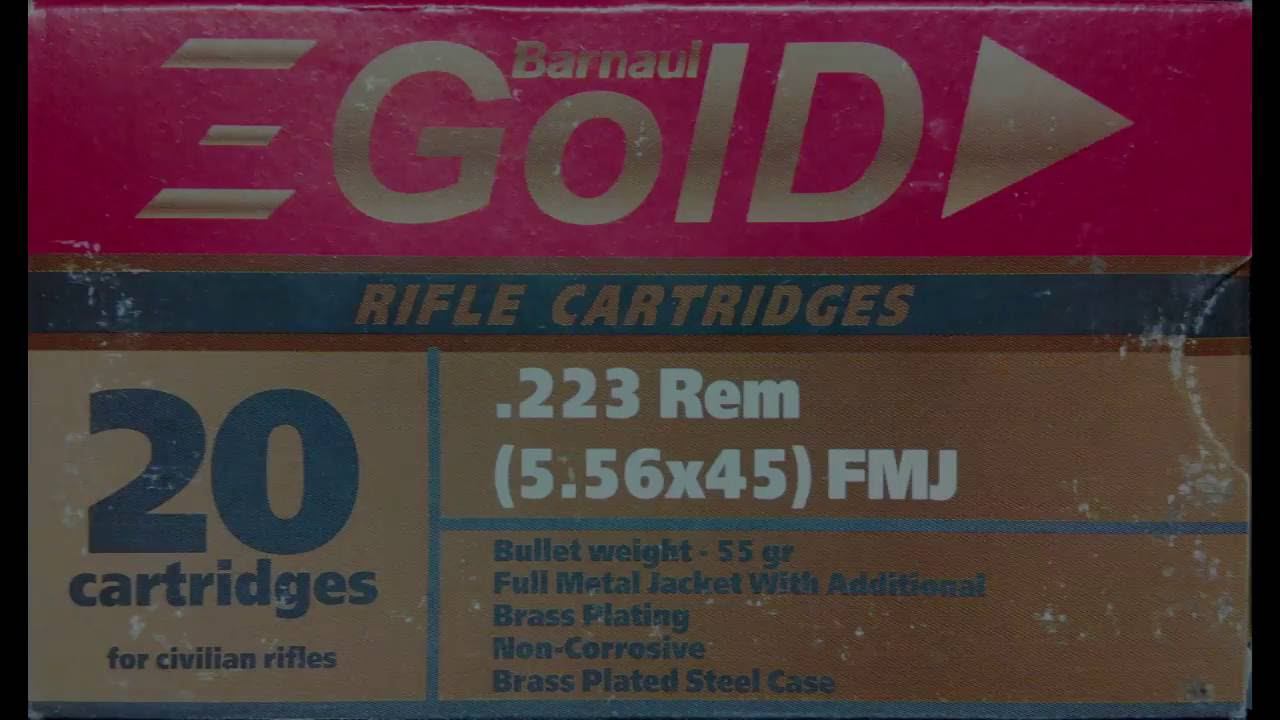 Barnaul
GolD
RIFLE CARTRIDGES
20
cartridges
for civilian rifles
.223 Rem
(5.56x45) FMJ
Bullet weight - 55 gr
Full Metal Jacket With Additional
Brass Plating
Non-Corrosive
Brass Plated Steel Case